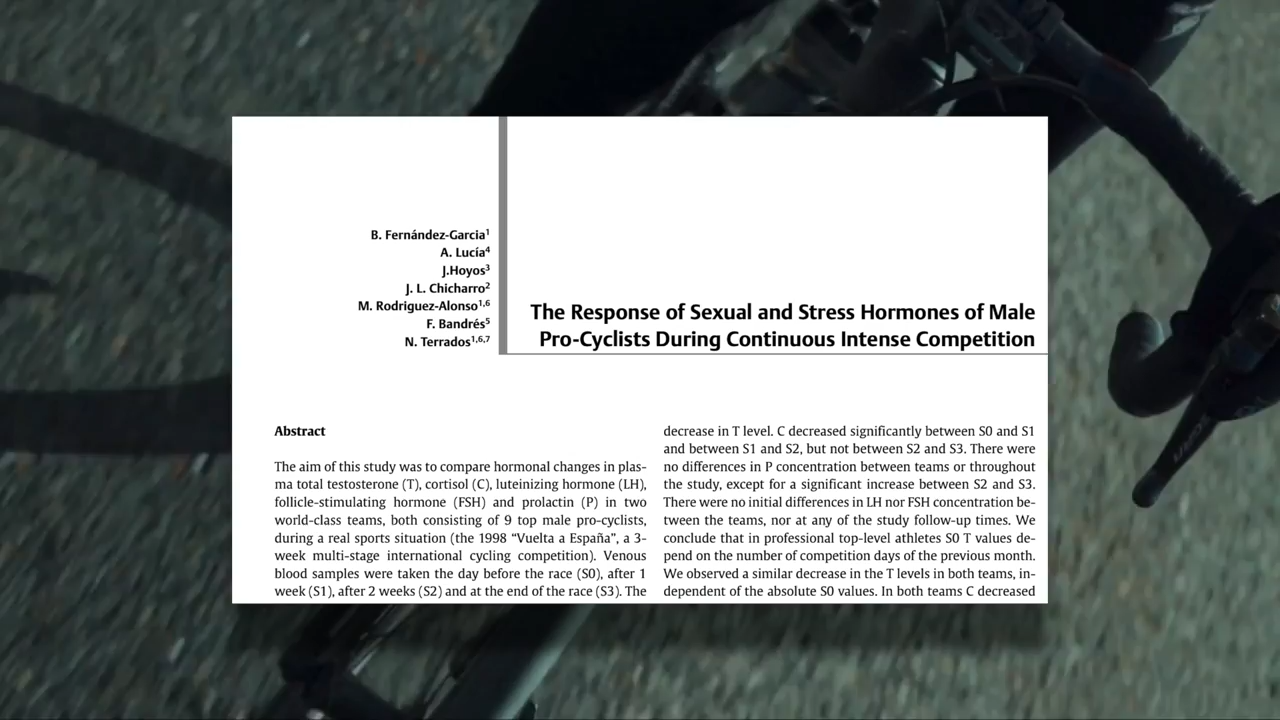 B. Fernández-Garcia1
A. Lucía4
J.Hoyos3
J. L. Chicharro2
M. Rodriguez-Alonso1,6
F. Bandrés5
N. Terrados1,6,7
The Response of Sexual and Stress Hormones of Male
Pro-Cyclists During Continuous Intense Competition
Abstract
The aim of this study was to compare hormonal changes in plas-
ma total testosterone (T), cortisol (C), luteinizing hormone (LH),
follicle-stimulating hormone (FSH) and prolactin (P) in two
world-class teams, both consisting of 9 top male pro-cyclists,
during a real sports situation (the 1998 “Vuelta a España”, a 3-
week multi-stage international cycling competition). Venous
blood samples were taken the day before the race (S0), after 1
week (S1), after 2 weeks (S2) and at the end of the race (S3). The
decrease in T level. C decreased significantly between S0 and S1
and between S1 and S2, but not between S2 and S3. There were
no differences in P concentration between teams or throughout
the study, except for a significant increase between S2 and S3.
There were no initial differences in LH nor FSH concentration be-
tween the teams, nor at any of the study follow-up times. We
conclude that in professional top-level athletes S0 T values de-
pend on the number of competition days of the previous month.
We observed a similar decrease in the T levels in both teams, in-
dependent of the absolute S0 values. In both teams C decreased